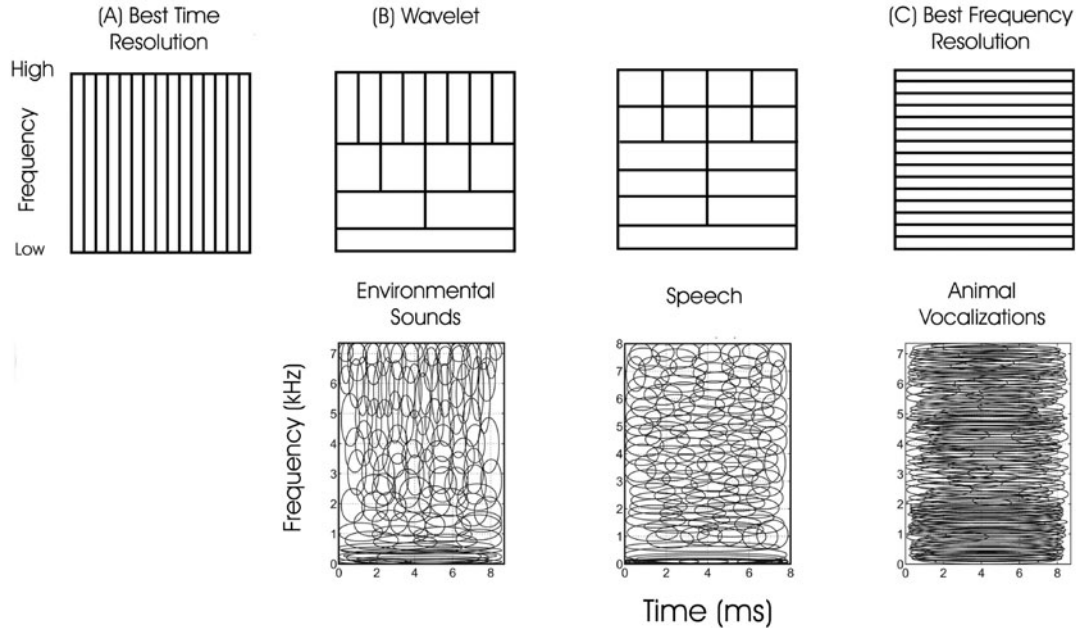 (A) Best Time
Resolution
(B) Wavelet
(C) Best Frequency
Resolution
High
Frequency
Low
Environmental
Sounds
Speech
Animal
Vocalizations
Frequency (kHz)
7
6
5
4
3
2
1
0
0 2 4 6 8
8
7
6
5
4
3
2
1
0
0 2 4 6 8
7
6
5
4
3
2
1
0
0 2 4 6 8
Time (ms)